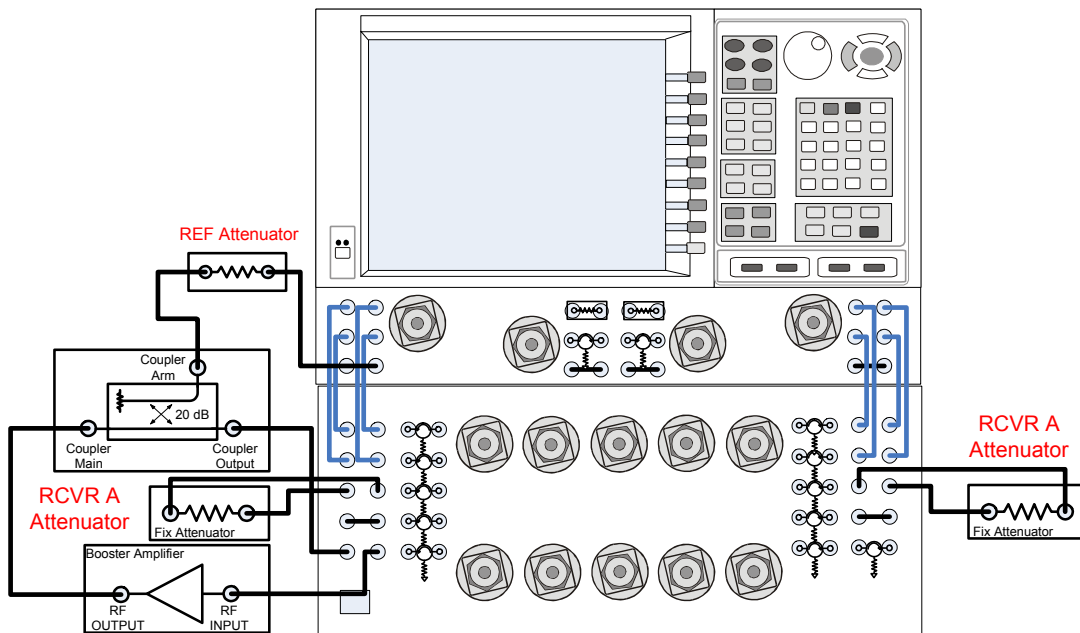 REF Attenuator
Coupler
Arm
20 dB
Coupler
Main
Coupler
Output
RCVR A
Attenuator
Fix Attenuator
Booster Amplifier
RF
OUTPUT
RF
INPUT
RCVR A
Attenuator
Fix Attenuator